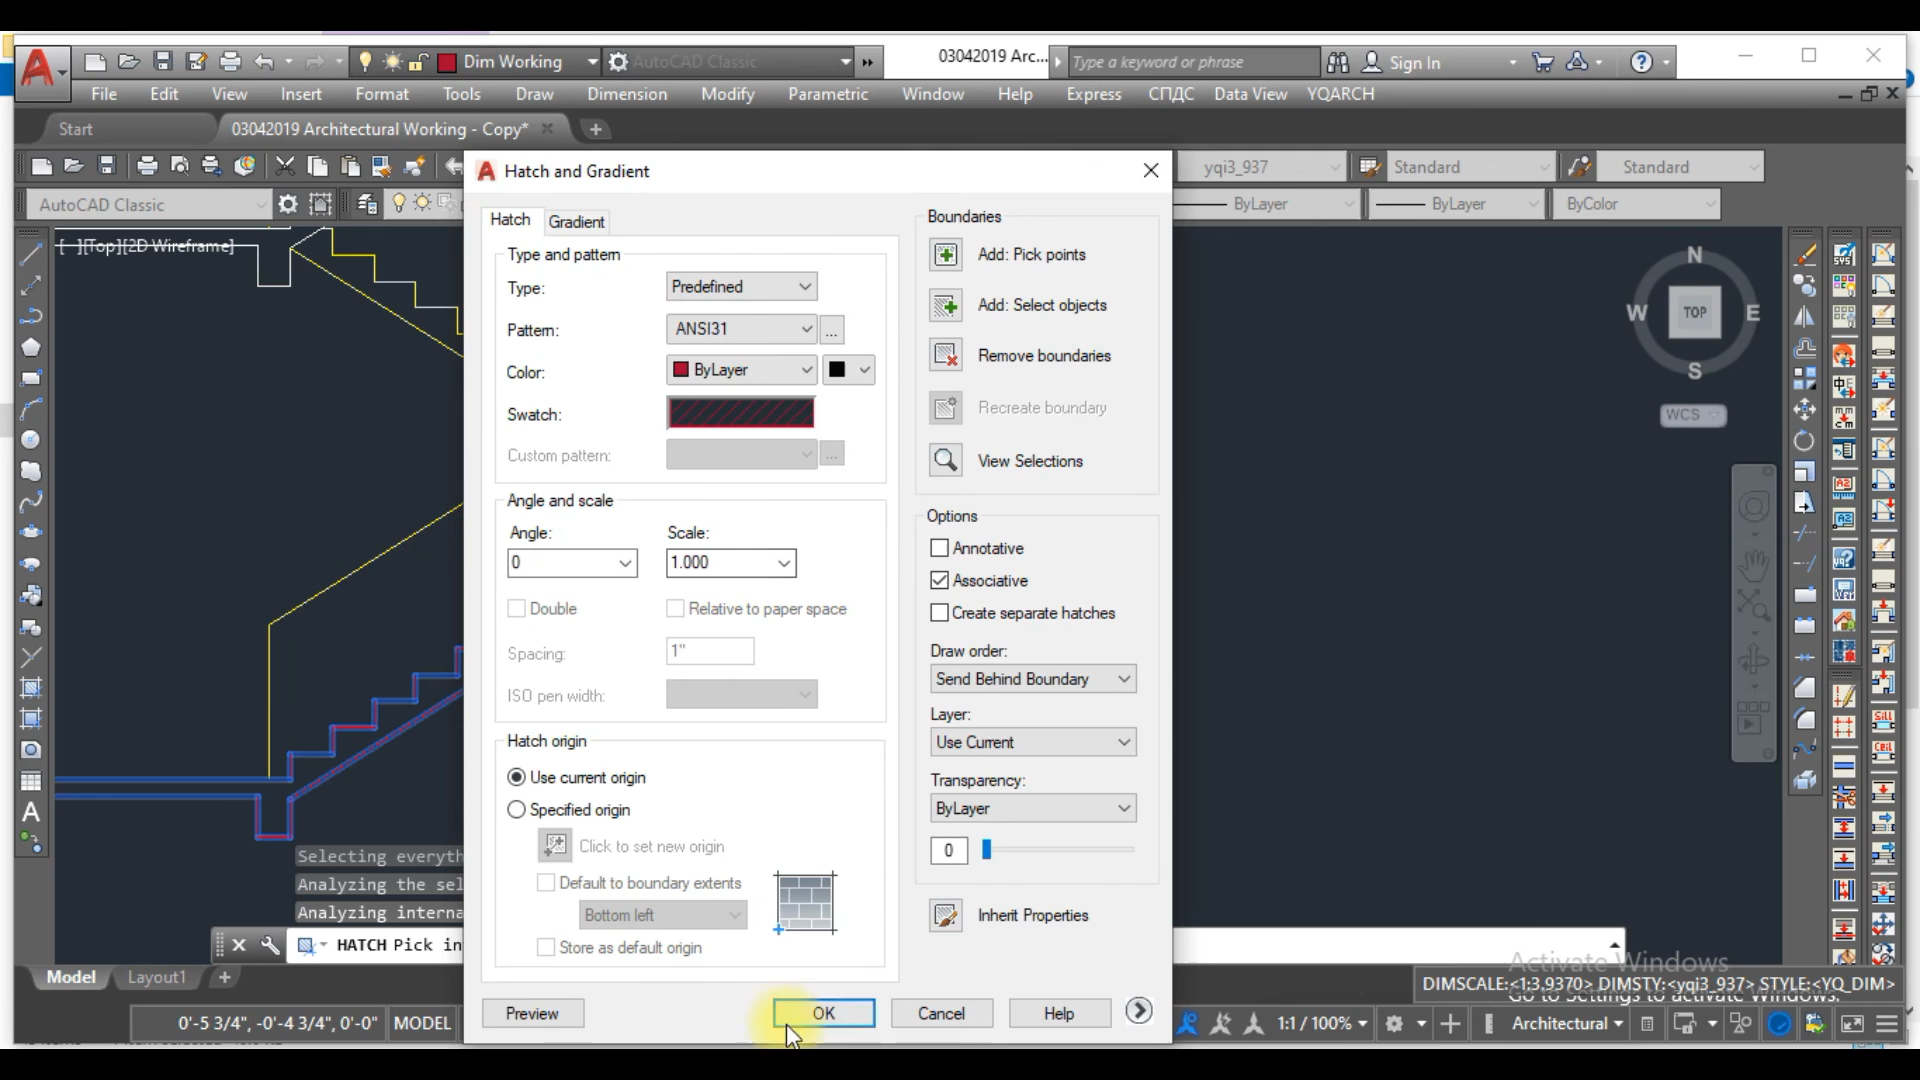 Dim Working
AutoCAD Classic
03042019 Arc...
Type a keyword or phrase
Sign In
File Edit View Insert Format Tools Draw Dimension Modify Parametric Window Help Express СПДС Data View YQARCH
Start
03042019 Architectural Working - Copy*
Hatch and Gradient
yqi3_937
Standard
Standard
AutoCAD Classic
ByLayer
ByLayer
ByColor
[ ][Top][2D Wireframe]
Hatch
Gradient
Type and pattern
Type:
Predefined
Pattern:
ANSI31
...
Color:
ByLayer
Swatch:
Custom pattern:
...
Angle and scale
Angle:
Scale:
0
1.000
Double
Relative to paper space
Spacing:
1"
ISO pen width:
Hatch origin
Use current origin
Specified origin
Click to set new origin
Default to boundary extents
Bottom left
Store as default origin
Boundaries
Add: Pick points
Add: Select objects
Remove boundaries
Recreate boundary
View Selections
Options
Annotative
Associative
Create separate hatches
Draw order:
Send Behind Boundary
Layer:
Use Current
Transparency:
ByLayer
0
Inherit Properties
Preview
OK
Cancel
Help
N
W
TOP
E
S
WCS
Selecting everyth
Analyzing the sel
Analyzing interna
HATCH Pick in
Model
Layout1
Activate Windows
Go to Settings to activate Windows.
DIMSCALE:<1:3.9370> DIMSTY:<yqi3_937> STYLE:<YQ_DIM>
0'-5 3/4", -0'-4 3/4", 0'-0"
MODEL
1:1 / 100%
Architectural